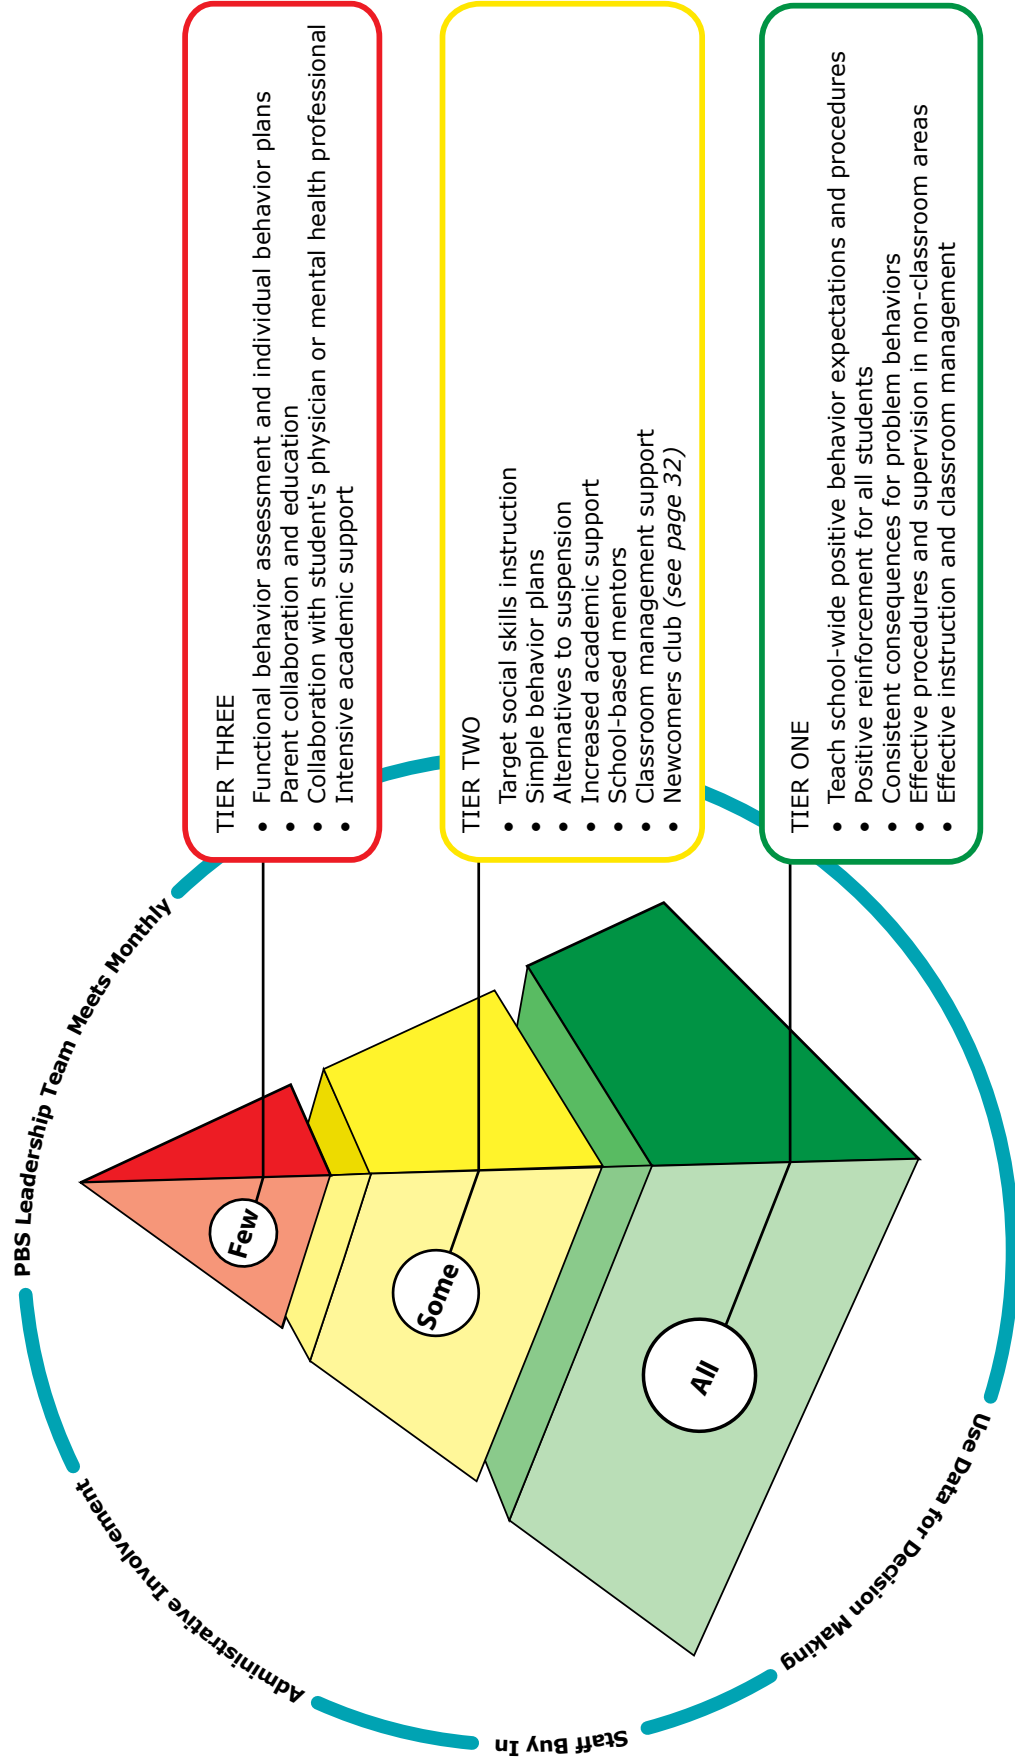 PBS Leadership Team Meets Monthly
TIER THREE
• Functional behavior assessment and individual behavior plans
• Parent collaboration and education
• Collaboration with student's physician or mental health professional
• Intensive academic support
Few
TIER TWO
• Target social skills instruction
• Simple behavior plans
• Alternatives to suspension
• Increased academic support
• School-based mentors
• Classroom management support
• Newcomers club (see page 32)
Some
TIER ONE
• Teach school-wide positive behavior expectations and procedures
• Positive reinforcement for all students
• Consistent consequences for problem behaviors
• Effective procedures and supervision in non-classroom areas
• Effective instruction and classroom management
All
Administrative Involvement
Staff Buy In
Use Data for Decision Making